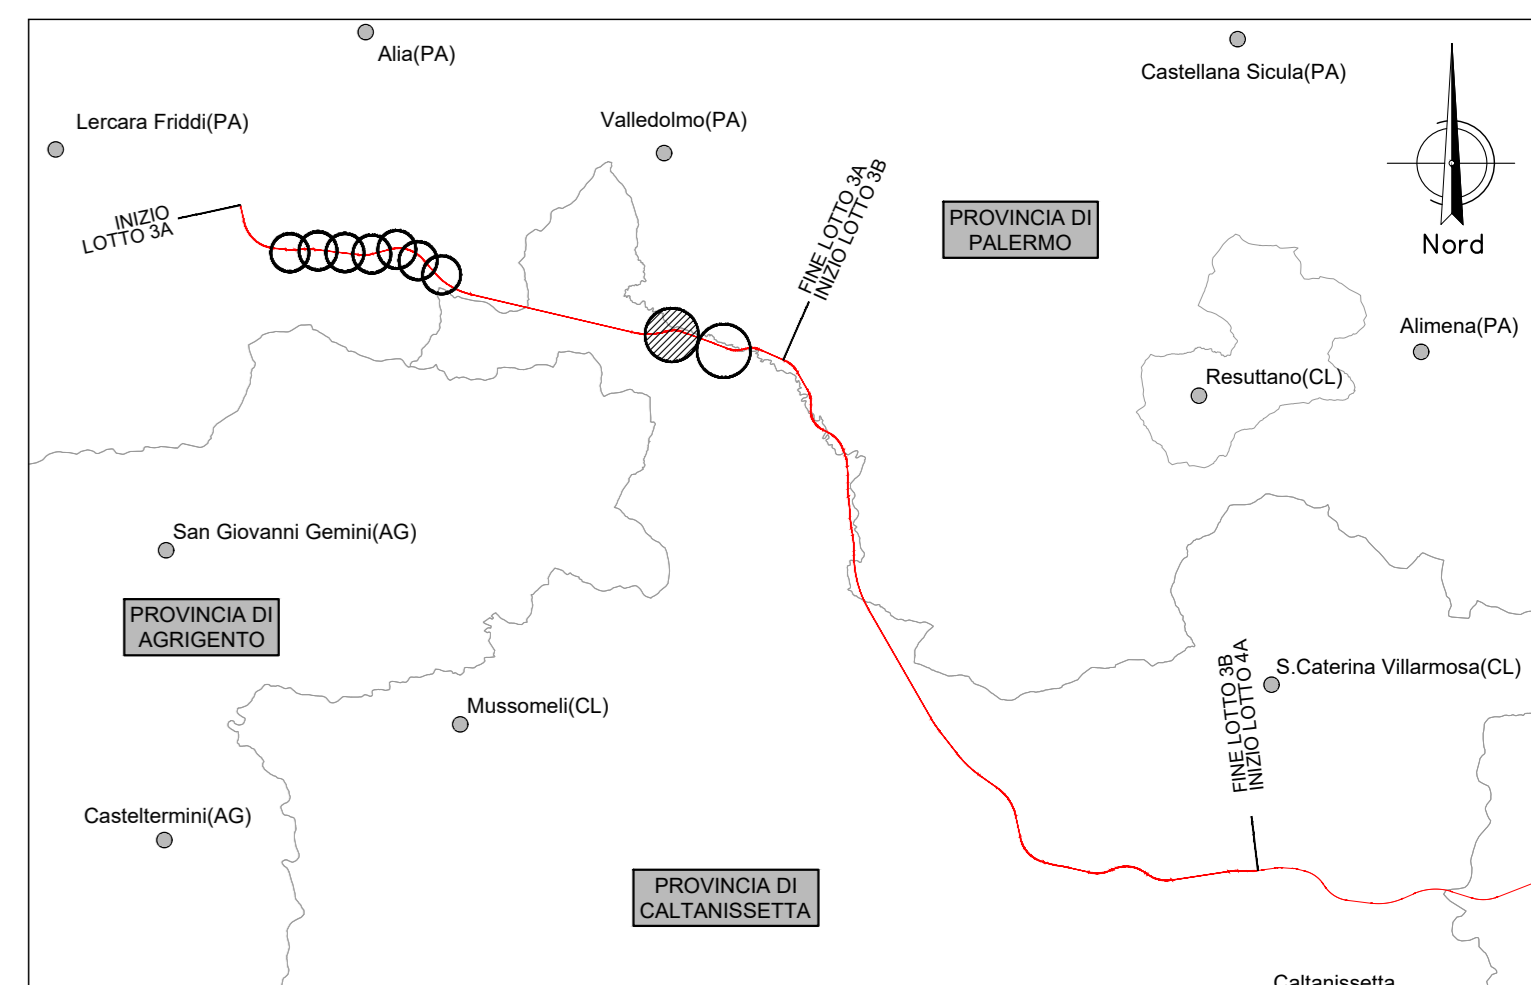 Alia(PA)
Castellana Sicula(PA)
Lercara Friddi(PA)
Valledolmo(PA)
INIZIO
LOTTO 3A
FINE LOTTO 3A
INIZIO LOTTO 3B
PROVINCIA DI
PALERMO
Nord
Alimena(PA)
Resuttano(CL)
San Giovanni Gemini(AG)
PROVINCIA DI
AGRIGENTO
FINE LOTTO 3B
INIZIO LOTTO 4A
S.Caterina Villarmosa(CL)
Mussomeli(CL)
Casteltermini(AG)
PROVINCIA DI
CALTANISSETTA
Caltanissetta